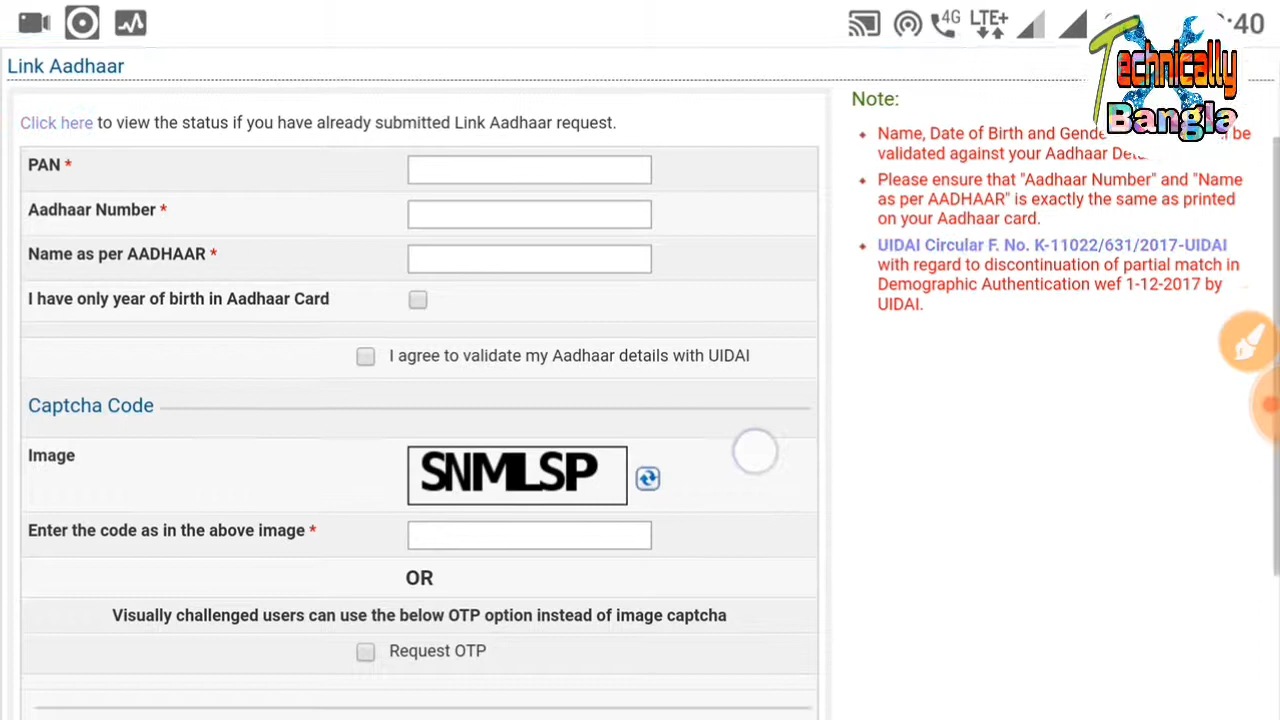 4G LTE+ :40
Technically
Bangla
Link Aadhaar
Click here to view the status if you have already submitted Link Aadhaar request.
PAN *
Aadhaar Number *
Name as per AADHAAR *
I have only year of birth in Aadhaar Card
I agree to validate my Aadhaar details with UIDAI
Captcha Code
Image
SNMLSP
Enter the code as in the above image *
OR
Visually challenged users can use the below OTP option instead of image captcha
Request OTP
Note:
Name, Date of Birth and be
validated against your Aadhaar
Please ensure that "Aadhaar Number" and "Name
as per AADHAAR" is exactly the same as printed
on your Aadhaar card.
UIDAI Circular F. No. K-11022/631/2017-UIDAI
with regard to discontinuation of partial match in
Demographic Authentication wef 1-12-2017 by
UIDAI.